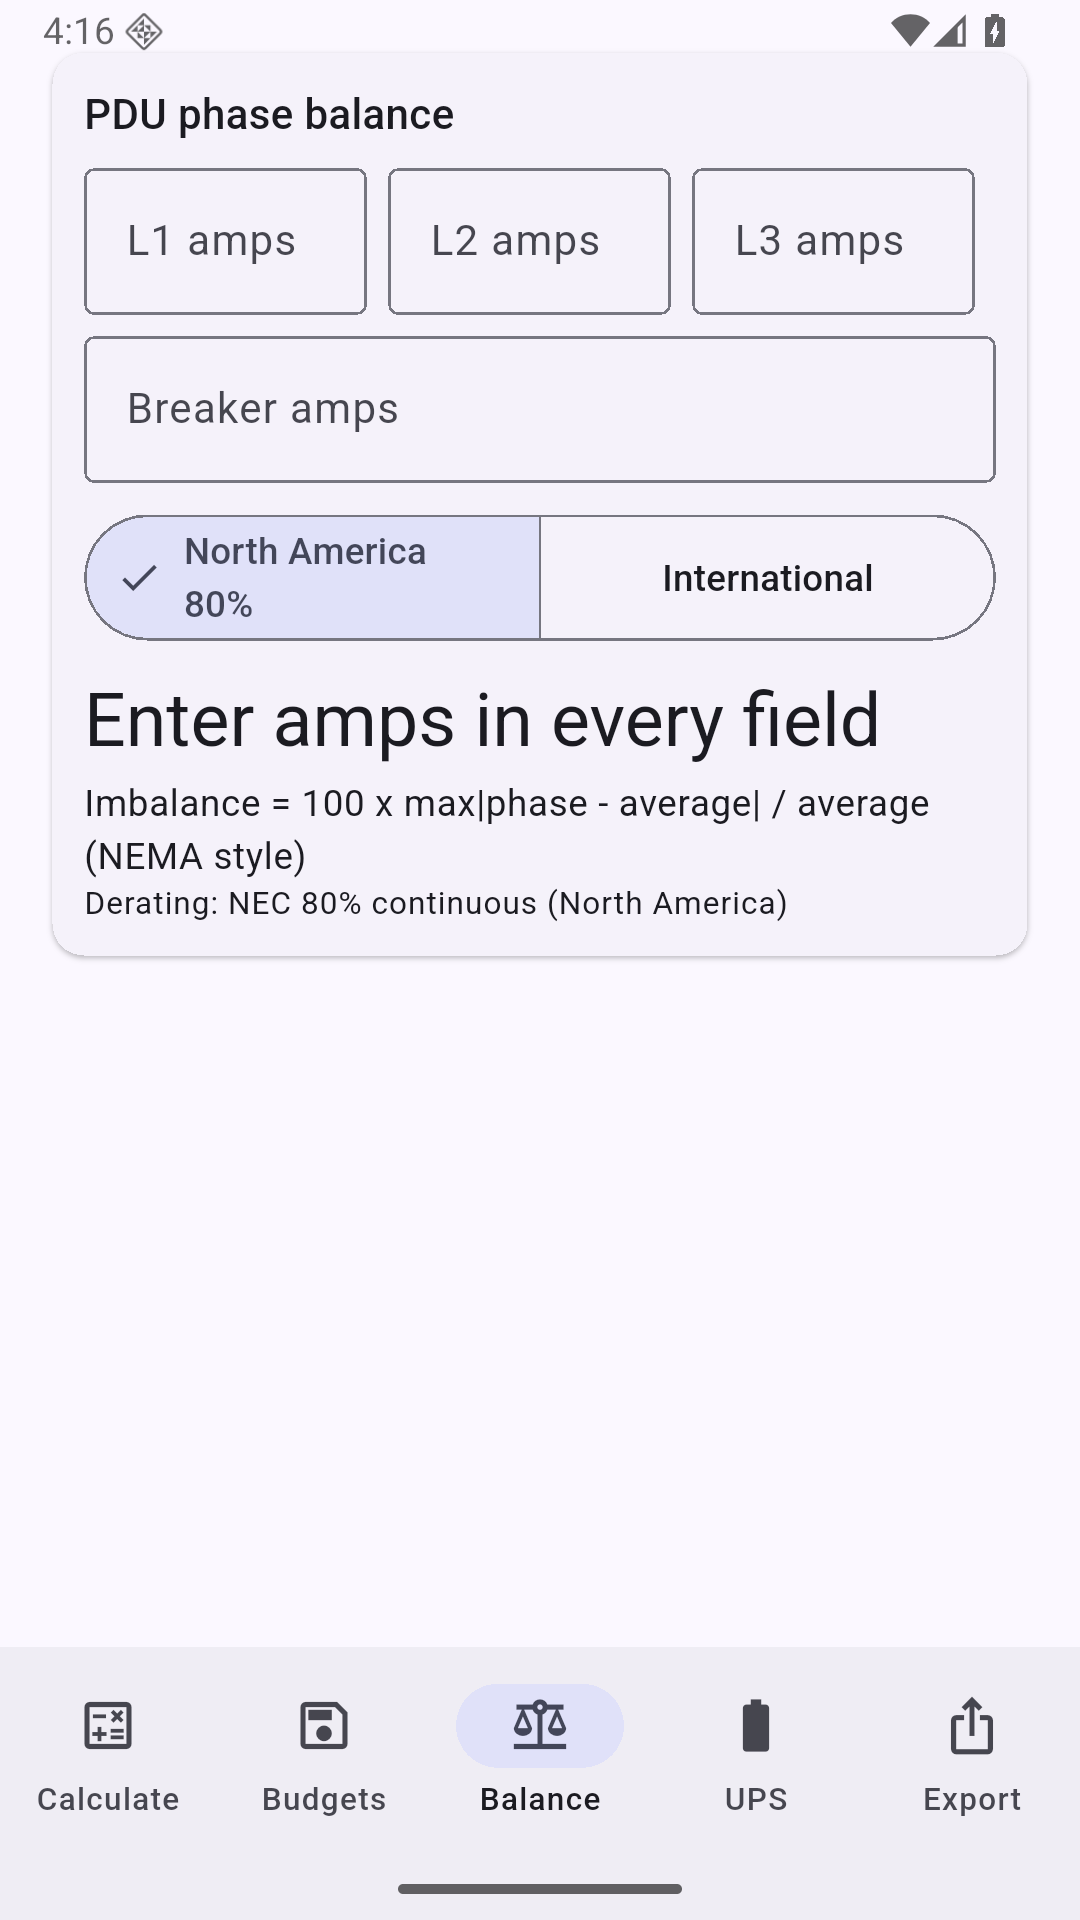 4:16
PDU phase balance
L1 amps
L2 amps
L3 amps
Breaker amps
North America
80%
International
Enter amps in every field
Imbalance = 100 x max|phase - average| / average
(NEMA style)
Derating: NEC 80% continuous (North America)
Calculate
Budgets
Balance
UPS
Export